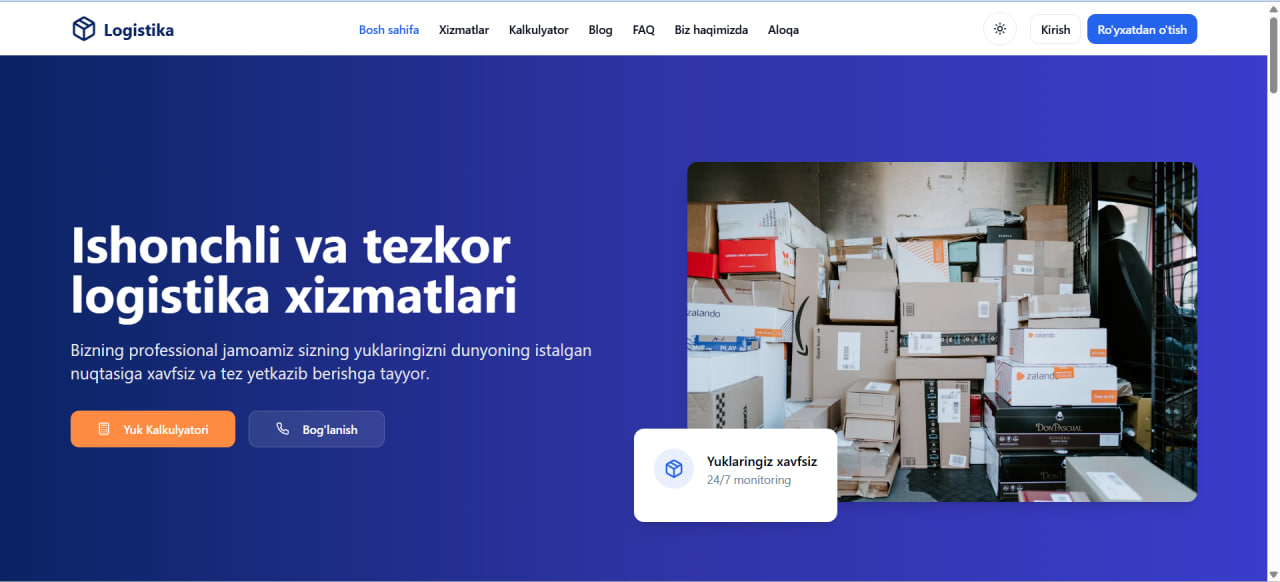 Logistika
Bosh sahifa
Xizmatlar
Kalkulyator
Blog
FAQ
Biz haqimizda
Aloqa
Kirish
Ro'yxatdan o'tish
Ishonchli va tezkor
logistika xizmatlari
Bizning professional jamoamiz sizning yuklaringizni dunyoning istalgan
nuqtasiga xavfsiz va tez yetkazib berishga tayyor.
Yuk Kalkulyatori
Bog'lanish
zalando
PLAY
zalando
zalando
DONPASCUAL
Yuklaringiz xavfsiz
24/7 monitoring